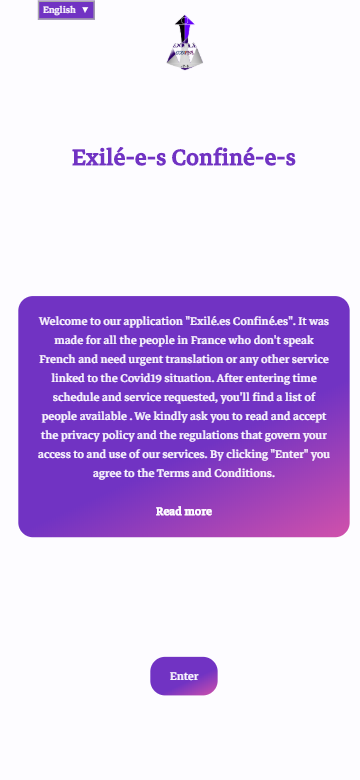 English ▼
Exilé-e-s Confiné-e-s
Welcome to our application "Exilé.es Confiné.es". It was
made for all the people in France who don't speak
French and need urgent translation or any other service
linked to the Covid19 situation. After entering time
schedule and service requested, you'll find a list of
people available . We kindly ask you to read and accept
the privacy policy and the regulations that govern your
access to and use of our services. By clicking "Enter" you
agree to the Terms and Conditions.
Read more
Enter